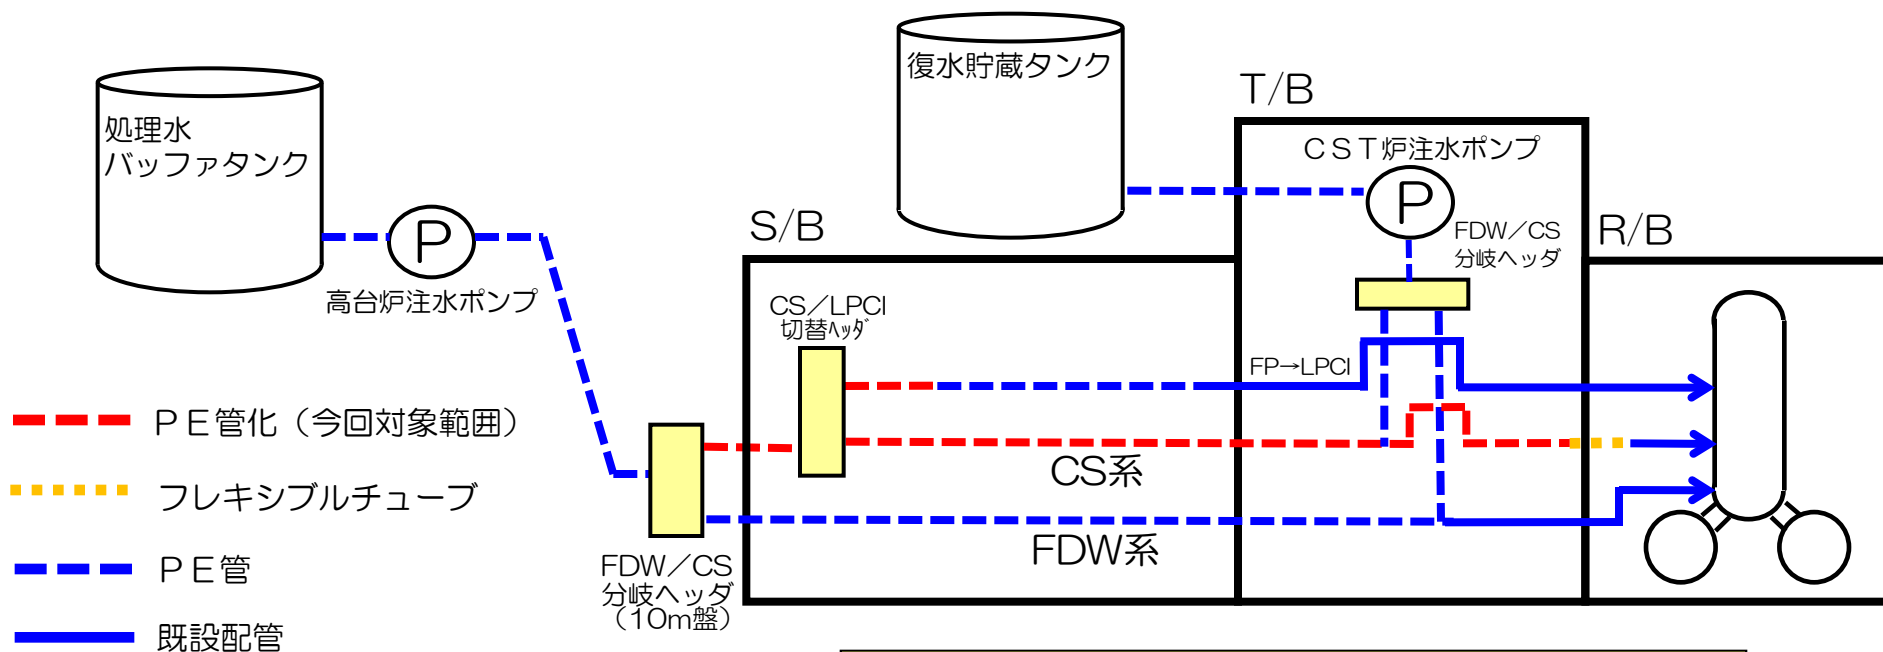 復水貯蔵タンク
T/B
処理水
バッファタンク
CST炉注水ポンプ
P
P
S/B
FDW/CS
分岐ヘッダ
R/B
高台炉注水ポンプ
CS/LPCI
切替ヘッダ
FP→LPCI
PE管化（今回対象範囲）
CS系
フレキシブルチューブ
FDW系
PE管
FDW/CS
分岐ヘッダ
（10m盤）
既設配管